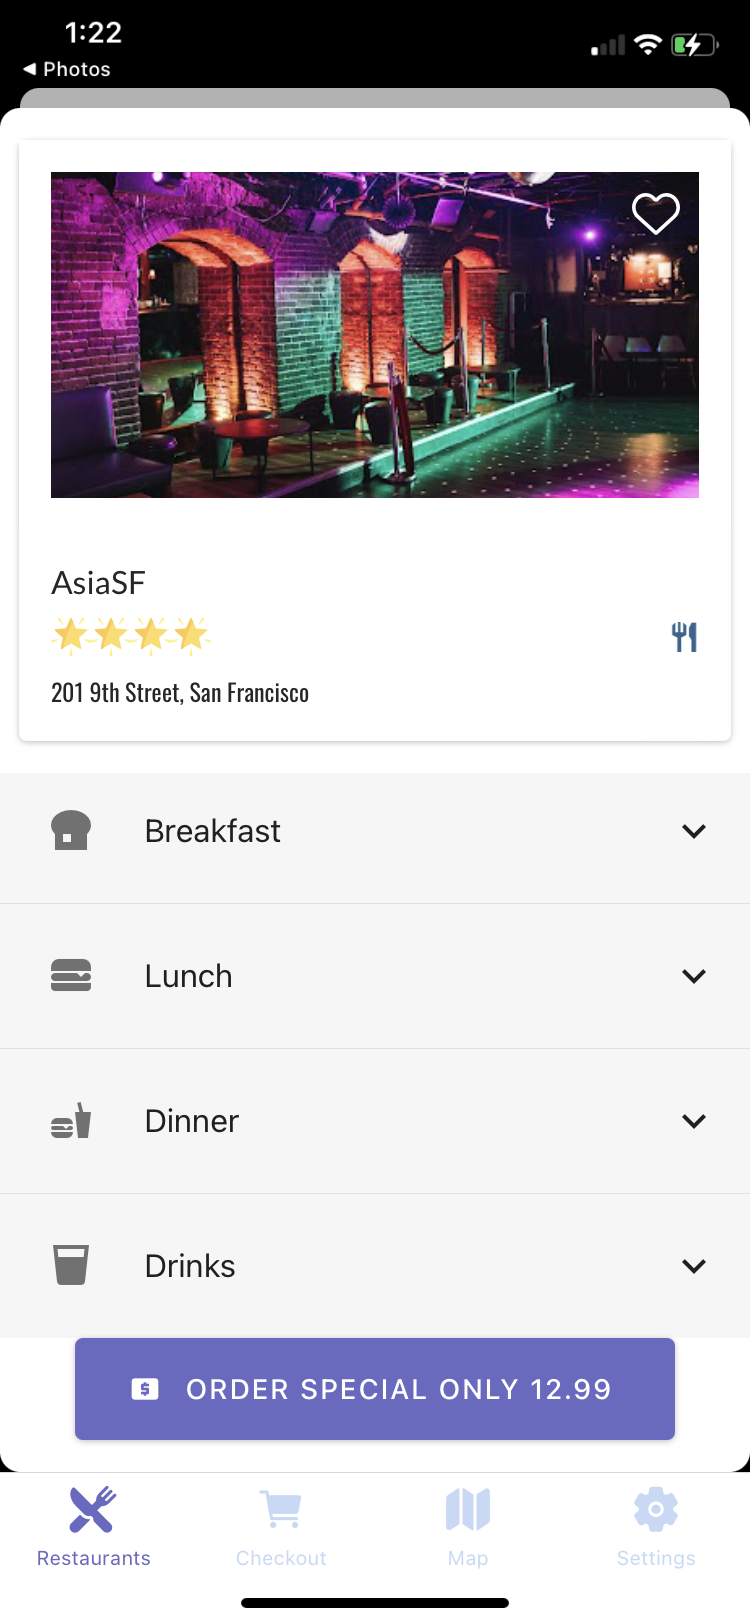 1:22
Photos
AsiaSF
201 9th Street, San Francisco
Breakfast
Lunch
Dinner
Drinks
$ ORDER SPECIAL ONLY 12.99
Restaurants Checkout Map Settings